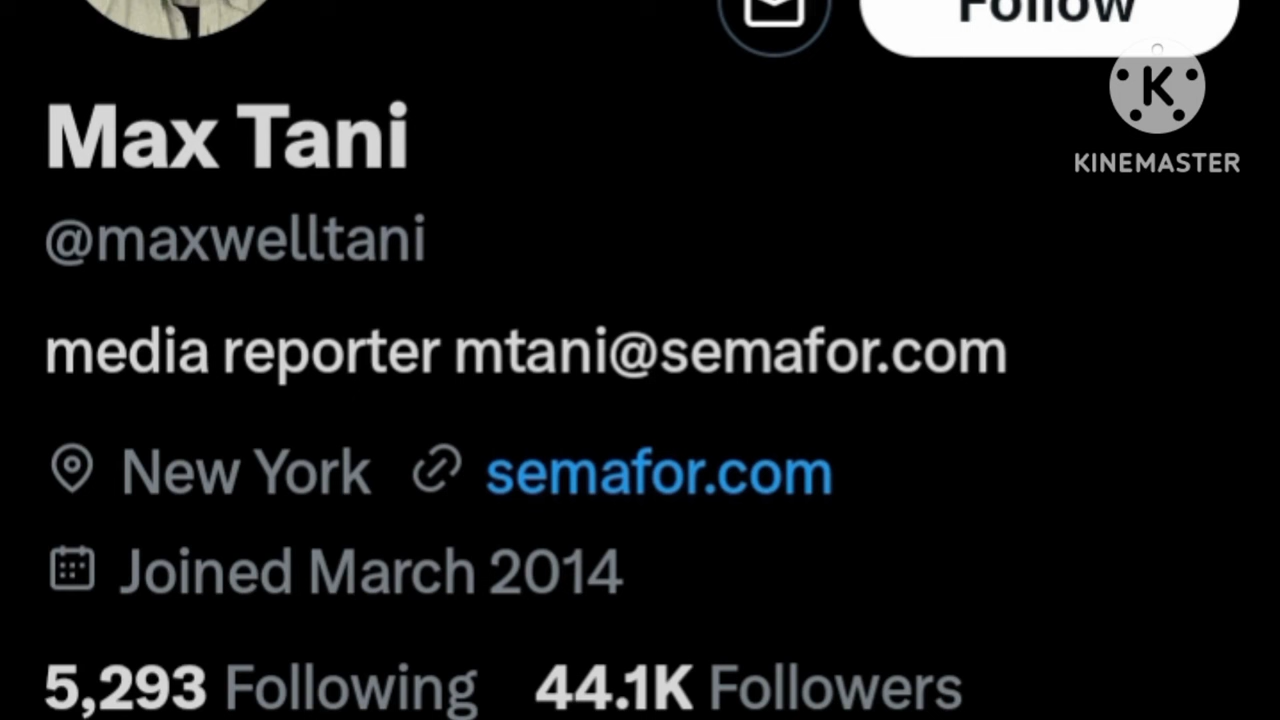 Follow
K
KINEMASTER
Max Tani
@maxwelltani
media reporter mtani@semafor.com
New York semafor.com
Joined March 2014
5,293 Following 44.1K Followers